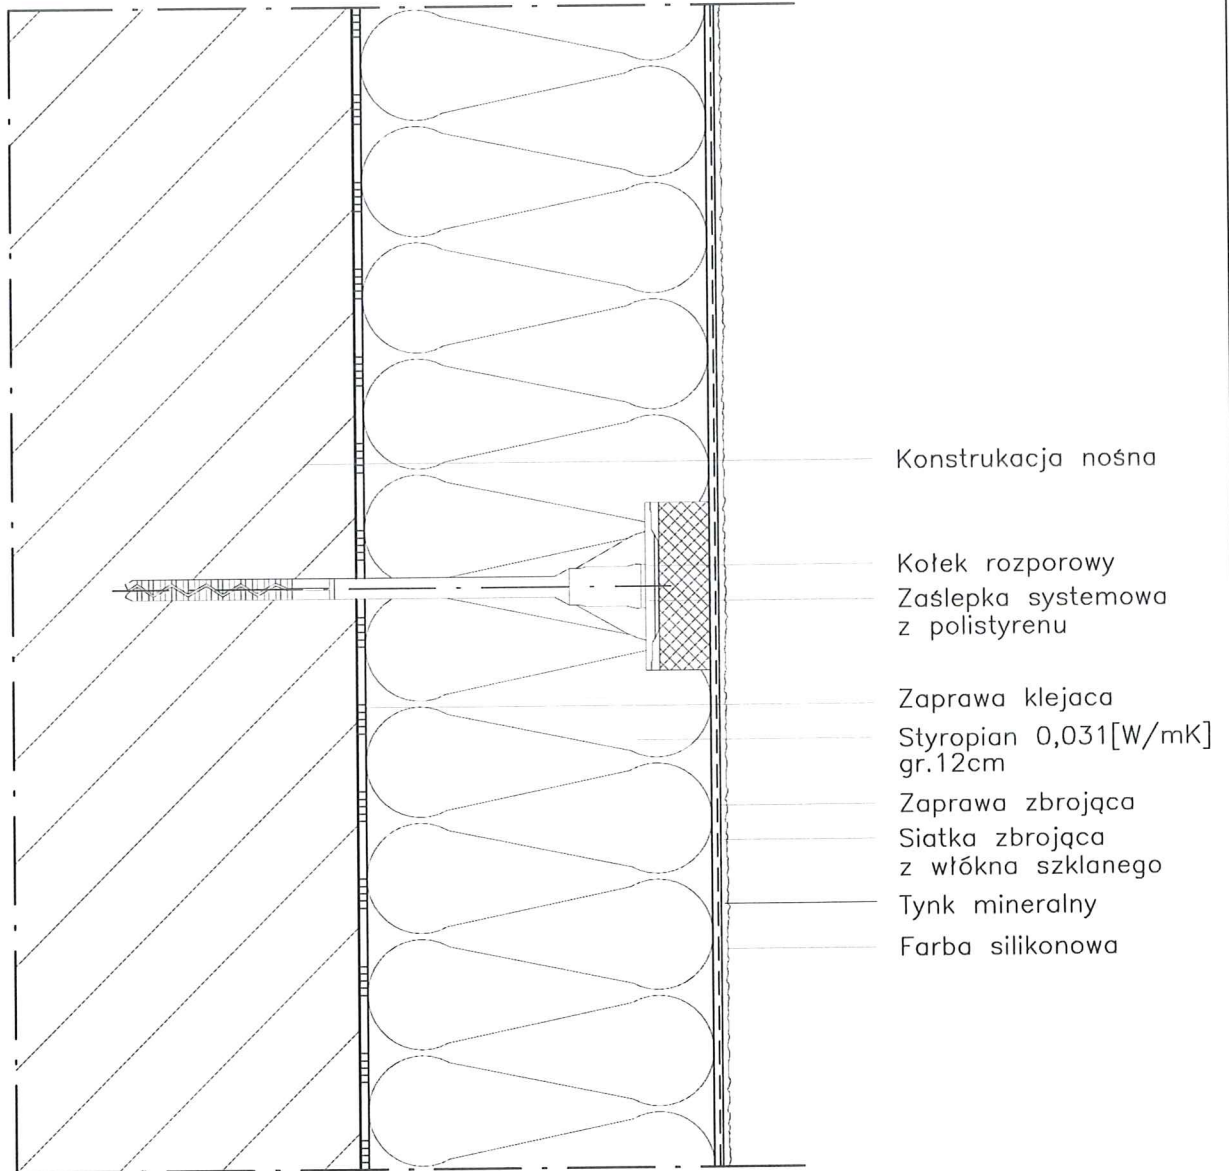 Konstrukacja nośna
Kołek rozporowy
Zaślepka systemowa
z polistyrenu
Zaprawa klejaca
Styropian 0,031[W/mK]
gr.12cm
Zaprawa zbrojąca
Siatka zbrojąca
z włókna szklanego
Tynk mineralny
Farba silikonowa